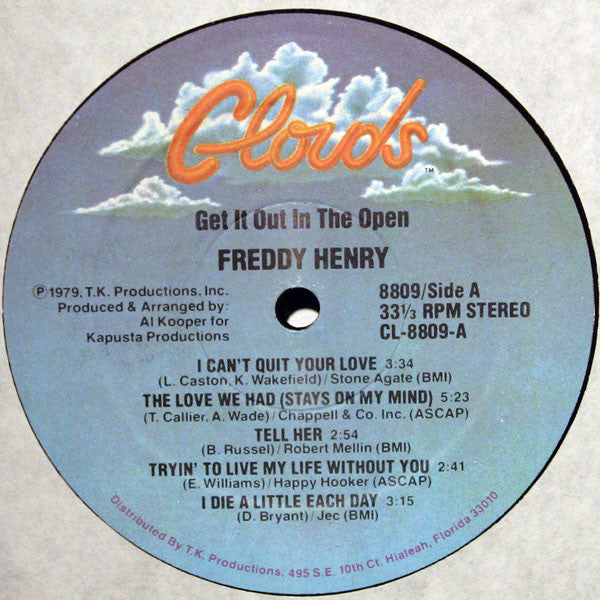 Clouds™
Get It Out In The Open
FREDDY HENRY
℗ 1979, T.K. Productions, Inc.
Produced & Arranged by:
Al Kooper for
Kapusta Productions
8809/Side A
33⅓ RPM STEREO
CL-8809-A
I CAN'T QUIT YOUR LOVE 3:34
(L. Caston, K. Wakefield)/Stone Agate (BMI)
THE LOVE WE HAD (STAYS ON MY MIND) 5:23
(T. Callier, A. Wade)/Chappell & Co. Inc. (ASCAP)
TELL HER 2:54
(B. Russel)/Robert Mellin (BMI)
TRYIN' TO LIVE MY LIFE WITHOUT YOU 2:41
(E. Williams)/Happy Hooker (ASCAP)
I DIE A LITTLE EACH DAY 3:15
(D. Bryant)/Jec (BMI)
Distributed By T.K. Productions, 495 S.E. 10th Ct. Hialeah, Florida 33010